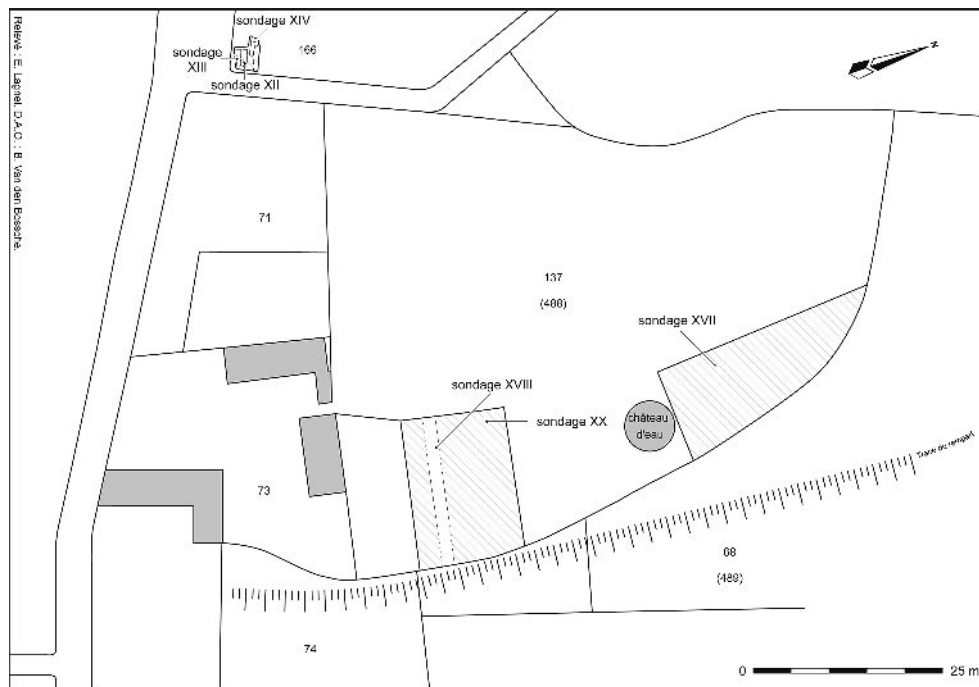 Relevé : E. Lagnel. D.A.O. : B. Van den Bossche.
sondage XIV
sondage
XIII
sondage XII
166
N
71
137
(488)
sondage XVII
sondage XVIII
sondage XX
château
d'eau
73
Tracé du rempart
68
(489)
74
0
25 m